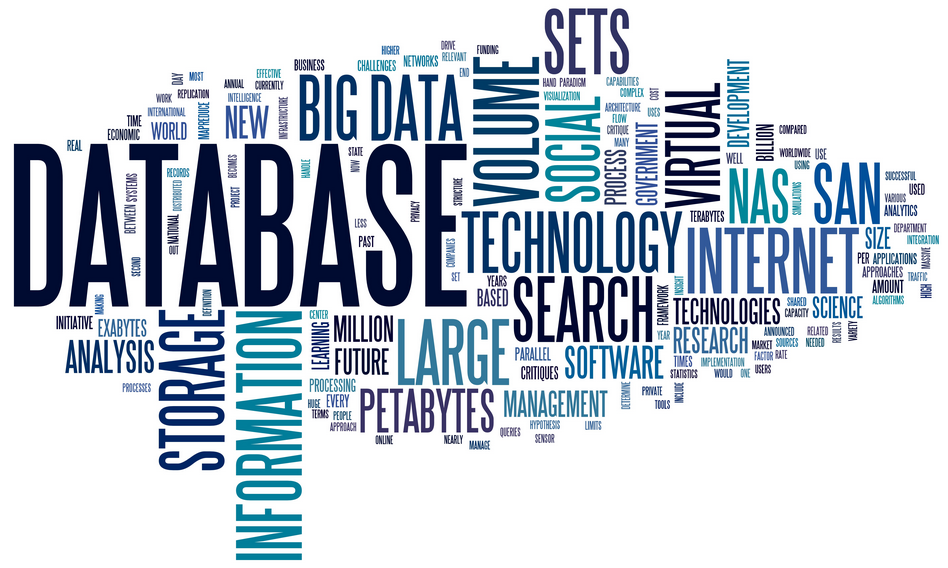 SETS
DRIVE
HIGHER
RELEVANT
FUNDING
CHALLENGES
NETWORKS
BUSINESS
END
DAY
MOST
EFFECTIVE
ANNUAL
CURRENTLY
BIG DATA
VOLUME
HAND PARADIGM
CAPABILITIES
COMPLEX
COST
VISUALIZATION
WORK
REPLICATION
INTELLIGENCE
INFRASTRUCTURE
INTERNATIONAL
MAPREDUCE
NEW
SOCIAL
ARCHITECTURE
USES
FLOW
CRITIQUE
MANY
PROCESS
GOVERNMENT
VIRTUAL
DEVELOPMENT
BILLION
COMPARED
TIME
ECONOMIC
WORLD
REAL
DATABASE
STATE
NOW
HANDLE
BECOMES
PROJECT
RECORDS
DISTRIBUTED
BETWEEN SYSTEMS
NATIONAL
OUT
SECOND
LESS
PAST
PRIVACY
STRUCTURE
COMPANIES
SET
WELL
WORLDWIDE
USE
USING
NAS
SIMULATIONS
SAN
SUCCESSFUL
USED
VARIOUS
ANALYTICS
TERABYTES
TECHNOLOGY
INTERNET
SIZE
DEPARTMENT
INTEGRATION
PER
APPLICATIONS
APPROACHES
TRAFFIC
MASSIVE
AMOUNT
HIGH
ALGORITHMS
YEARS
BASED
SEARCH
FRAMEWORK
INSIGHT
TECHNOLOGIES
SHARED
CAPACITY
SCIENCE
MAKING
DEFINITION
INITIATIVE
EXABYTES
ANALYSIS
PROCESSES
STORAGE
INFORMATION
CENTER
LEARNING
MILLION
FUTURE
LARGE
PARALLEL
CRITIQUES
SOFTWARE
YEAR
RESEARCH
ANNOUNCED
RELATED
RESULTS
VARIETY
MARKET
SOURCES
NEEDED
TIMES
IMPLEMENTATION
FACTOR
RATE
STATISTICS
WOULD
ONE
USERS
PROCESSING
HUGE
EVERY
TERMS
PEOPLE
APPROACH
PETABYTES
MANAGEMENT
DETERMINE
PRIVATE
TOOLS
INCLUDE
ONLINE
NEARLY
MANAGE
QUERIES
HYPOTHESIS
SENSOR
LIMITS